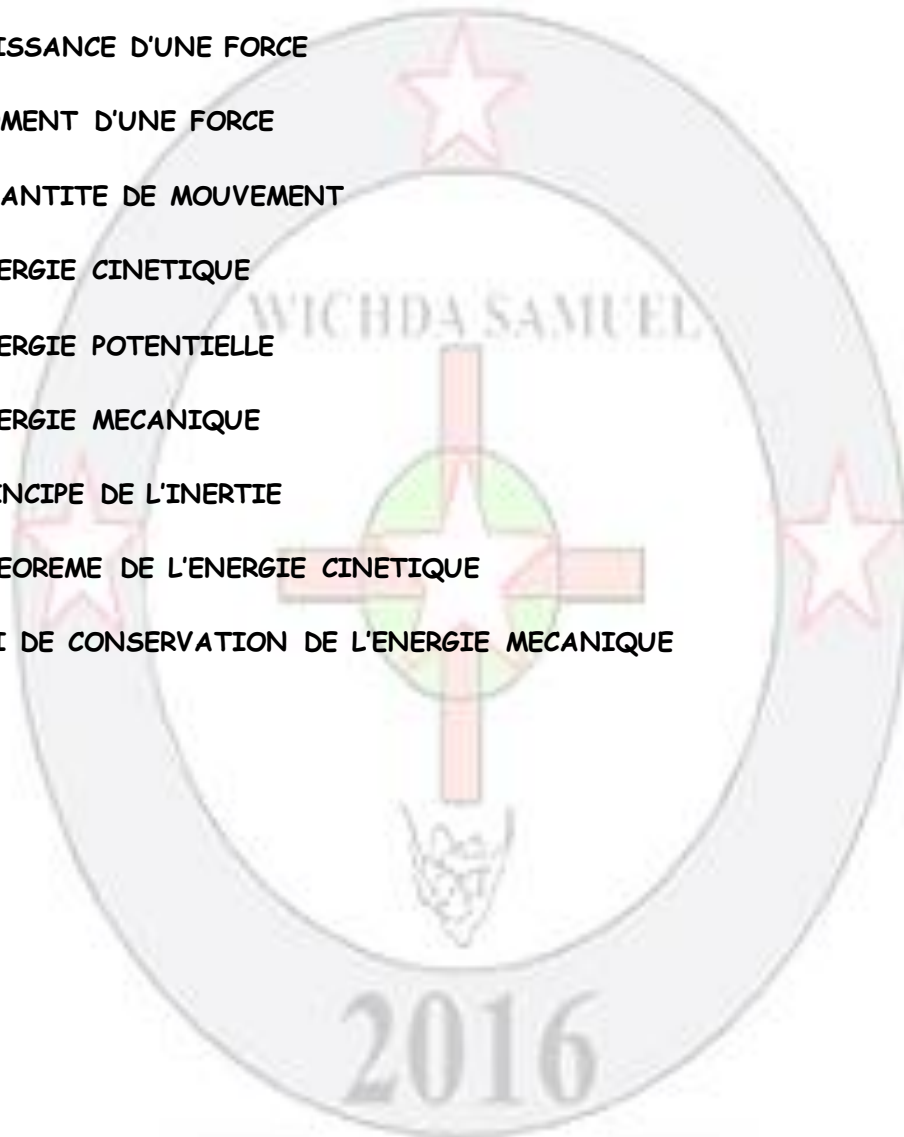 ISSANCE D'UNE FORCE
MENT D'UNE FORCE
ANTITE DE MOUVEMENT
ERGIE CINETIQUE
WICHDA SAMUEL
ERGIE POTENTIELLE
ERGIE MECANIQUE
INCIPE DE L'INERTIE
EOREME DE L'ENERGIE CINETIQUE
I DE CONSERVATION DE L'ENERGIE MECANIQUE
2016